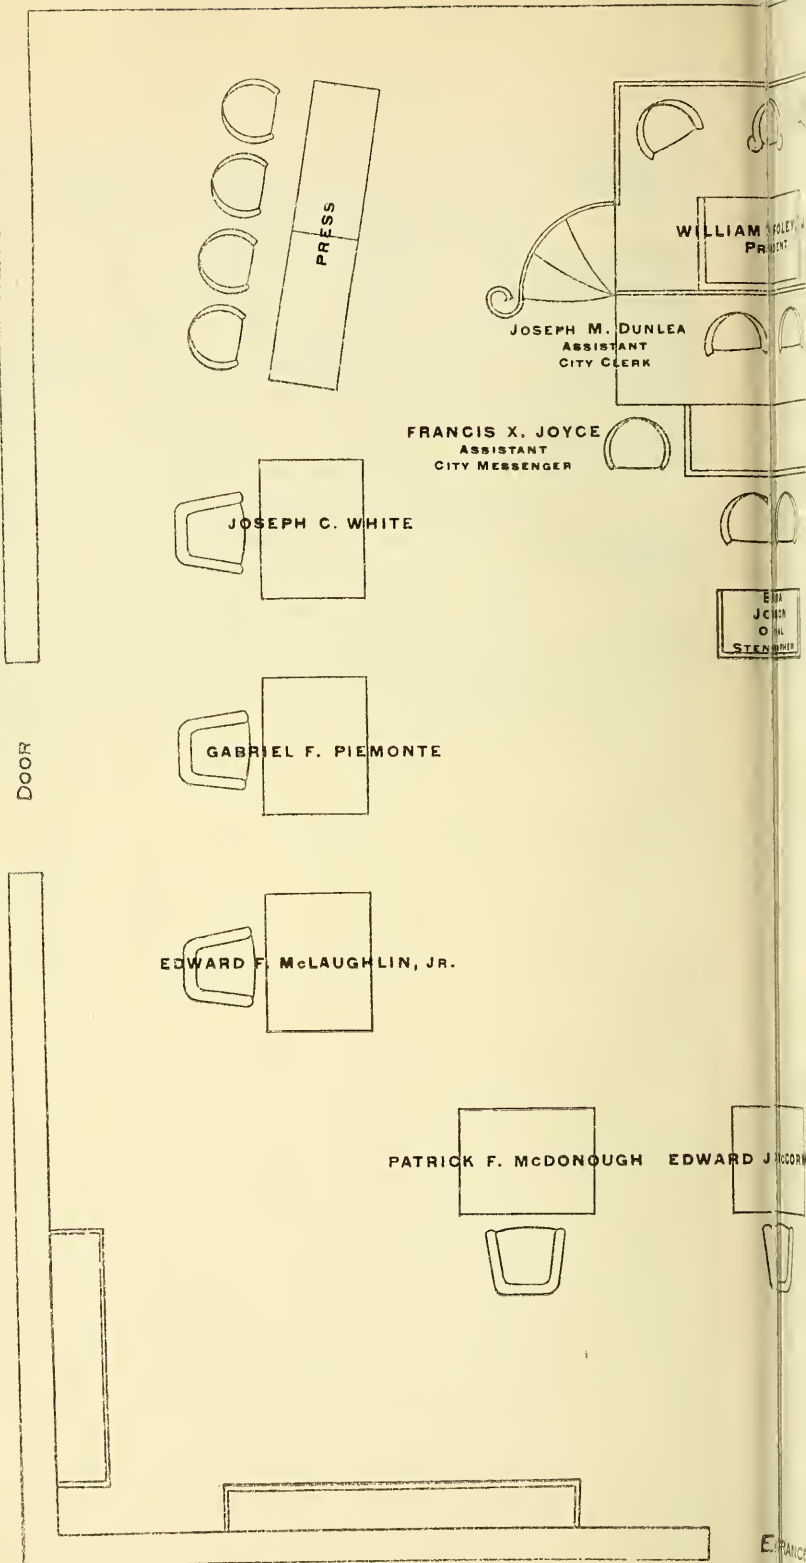 PRESS
WILLIAM
FOLEY, J
JOSEPH M. DUNLEA
ASSISTANT
CITY CLERK
FRANCIS X. JOYCE
ASSISTANT
CITY MESSENGER
JOSEPH C. WHITE
DOOR
GABRIEL F. PIEMONTE
EDWARD F. McLAUGHLIN, JR.
PATRICK F. McDONOUGH
EDWARD J